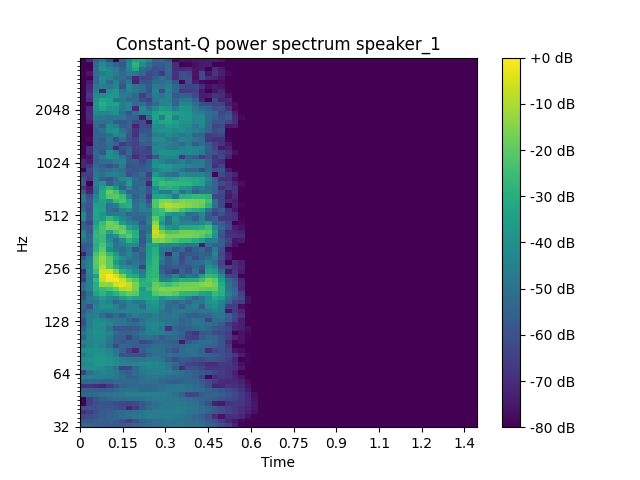 Constant-Q power spectrum speaker_1
Hz
2048
1024
512
256
128
64
32
0 0.15 0.3 0.45 0.6 0.75 0.9 1.1 1.2 1.4
Time
+0 dB
-10 dB
-20 dB
-30 dB
-40 dB
-50 dB
-60 dB
-70 dB
-80 dB